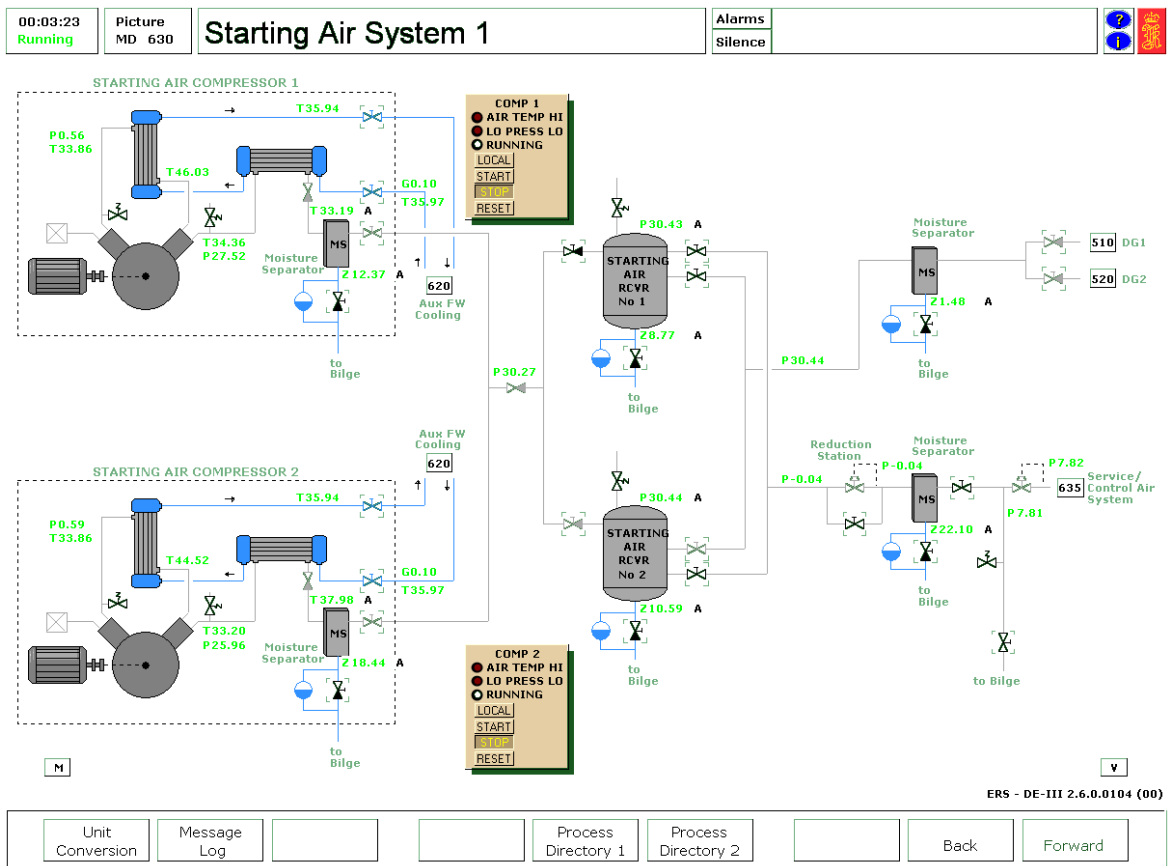 00:03:23
Running
Picture
MD 630
Starting Air System 1
Alarms
Silence
?
i
STARTING AIR COMPRESSOR 1
T35.94
P0.56
T33.86
T46.03
G0.10
T35.97
T33.19 A
T34.36
P27.52
MS
Moisture
Separator
Z12.37 A
620
Aux FW
Cooling
to
Bilge
COMP 1
AIR TEMP HI
LO PRESS LO
RUNNING
LOCAL
START
STOP
RESET
P30.43 A
STARTING
AIR
RCVR
No 1
Z8.77 A
to
Bilge
P30.27
P30.44
Moisture
Separator
MS
Z1.48 A
to
Bilge
510 DG1
520 DG2
Aux FW
Cooling
620
STARTING AIR COMPRESSOR 2
T35.94
P0.59
T33.86
T44.52
G0.10
T35.97
T37.98 A
T33.20
P25.96
MS
Moisture
Separator
Z18.44 A
to
Bilge
COMP 2
AIR TEMP HI
LO PRESS LO
RUNNING
LOCAL
START
STOP
RESET
P30.44 A
STARTING
AIR
RCVR
No 2
Z10.59 A
to
Bilge
Reduction
Station
P-0.04
P-0.04
Moisture
Separator
MS
Z22.10 A
to
Bilge
P7.82
P7.81
635
Service/
Control Air
System
to Bilge
M
V
ERS - DE-III 2.6.0.0104 (00)
Unit
Conversion
Message
Log
Process
Directory 1
Process
Directory 2
Back
Forward